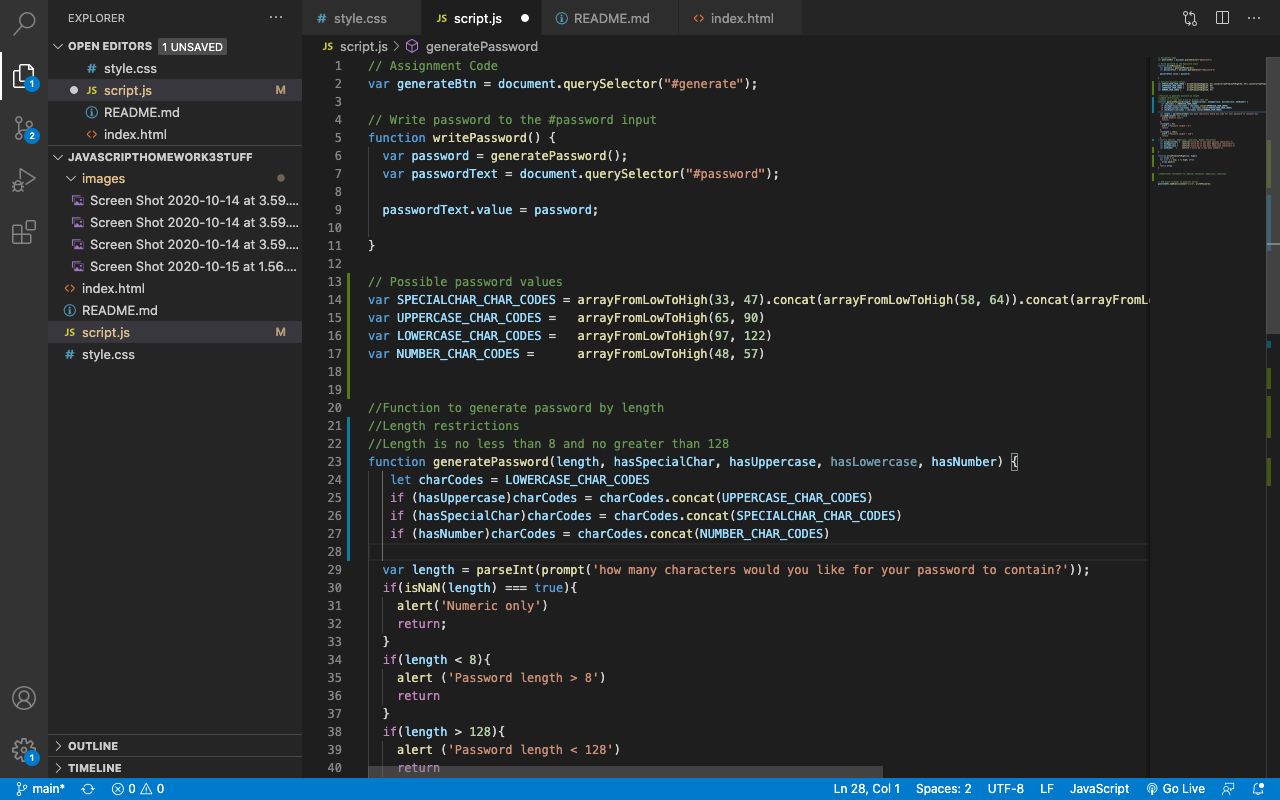 EXPLORER
OPEN EDITORS 1 UNSAVED
style.css
script.js M
README.md
index.html
JAVASCRIPTHOMEWORK3STUFF
images
Screen Shot 2020-10-14 at 3.59....
Screen Shot 2020-10-14 at 3.59....
Screen Shot 2020-10-14 at 3.59....
Screen Shot 2020-10-15 at 1.56....
index.html
README.md
JS script.js M
# style.css
OUTLINE
TIMELINE
# style.css JS script.js README.md <> index.html
JS script.js > generatePassword
1 // Assignment Code
2 var generateBtn = document.querySelector("#generate");
3
4 // Write password to the #password input
5 function writePassword() {
6 var password = generatePassword();
7 var passwordText = document.querySelector("#password");
8
9 passwordText.value = password;
10
11 }
12
13 // Possible password values
14 var SPECIALCHAR_CHAR_CODES = arrayFromLowToHigh(33, 47).concat(arrayFromLowToHigh(58, 64)).concat(arrayFromL
15 var UPPERCASE_CHAR_CODES = arrayFromLowToHigh(65, 90)
16 var LOWERCASE_CHAR_CODES = arrayFromLowToHigh(97, 122)
17 var NUMBER_CHAR_CODES = arrayFromLowToHigh(48, 57)
18
19
20 //Function to generate password by length
21 //Length restrictions
22 //Length is no less than 8 and no greater than 128
23 function generatePassword(length, hasSpecialChar, hasUppercase, hasLowercase, hasNumber) {
24 let charCodes = LOWERCASE_CHAR_CODES
25 if (hasUppercase)charCodes = charCodes.concat(UPPERCASE_CHAR_CODES)
26 if (hasSpecialChar)charCodes = charCodes.concat(SPECIALCHAR_CHAR_CODES)
27 if (hasNumber)charCodes = charCodes.concat(NUMBER_CHAR_CODES)
28
29 var length = parseInt(prompt('how many characters would you like for your password to contain?'));
30 if(isNaN(length) === true){
31 alert('Numeric only')
32 return;
33 }
34 if(length < 8){
35 alert ('Password length > 8')
36 return
37 }
38 if(length > 128){
39 alert ('Password length < 128')
40 return
1
2
1
main* 0 0 Ln 28, Col 1 Spaces: 2 UTF-8 LF JavaScript Go Live